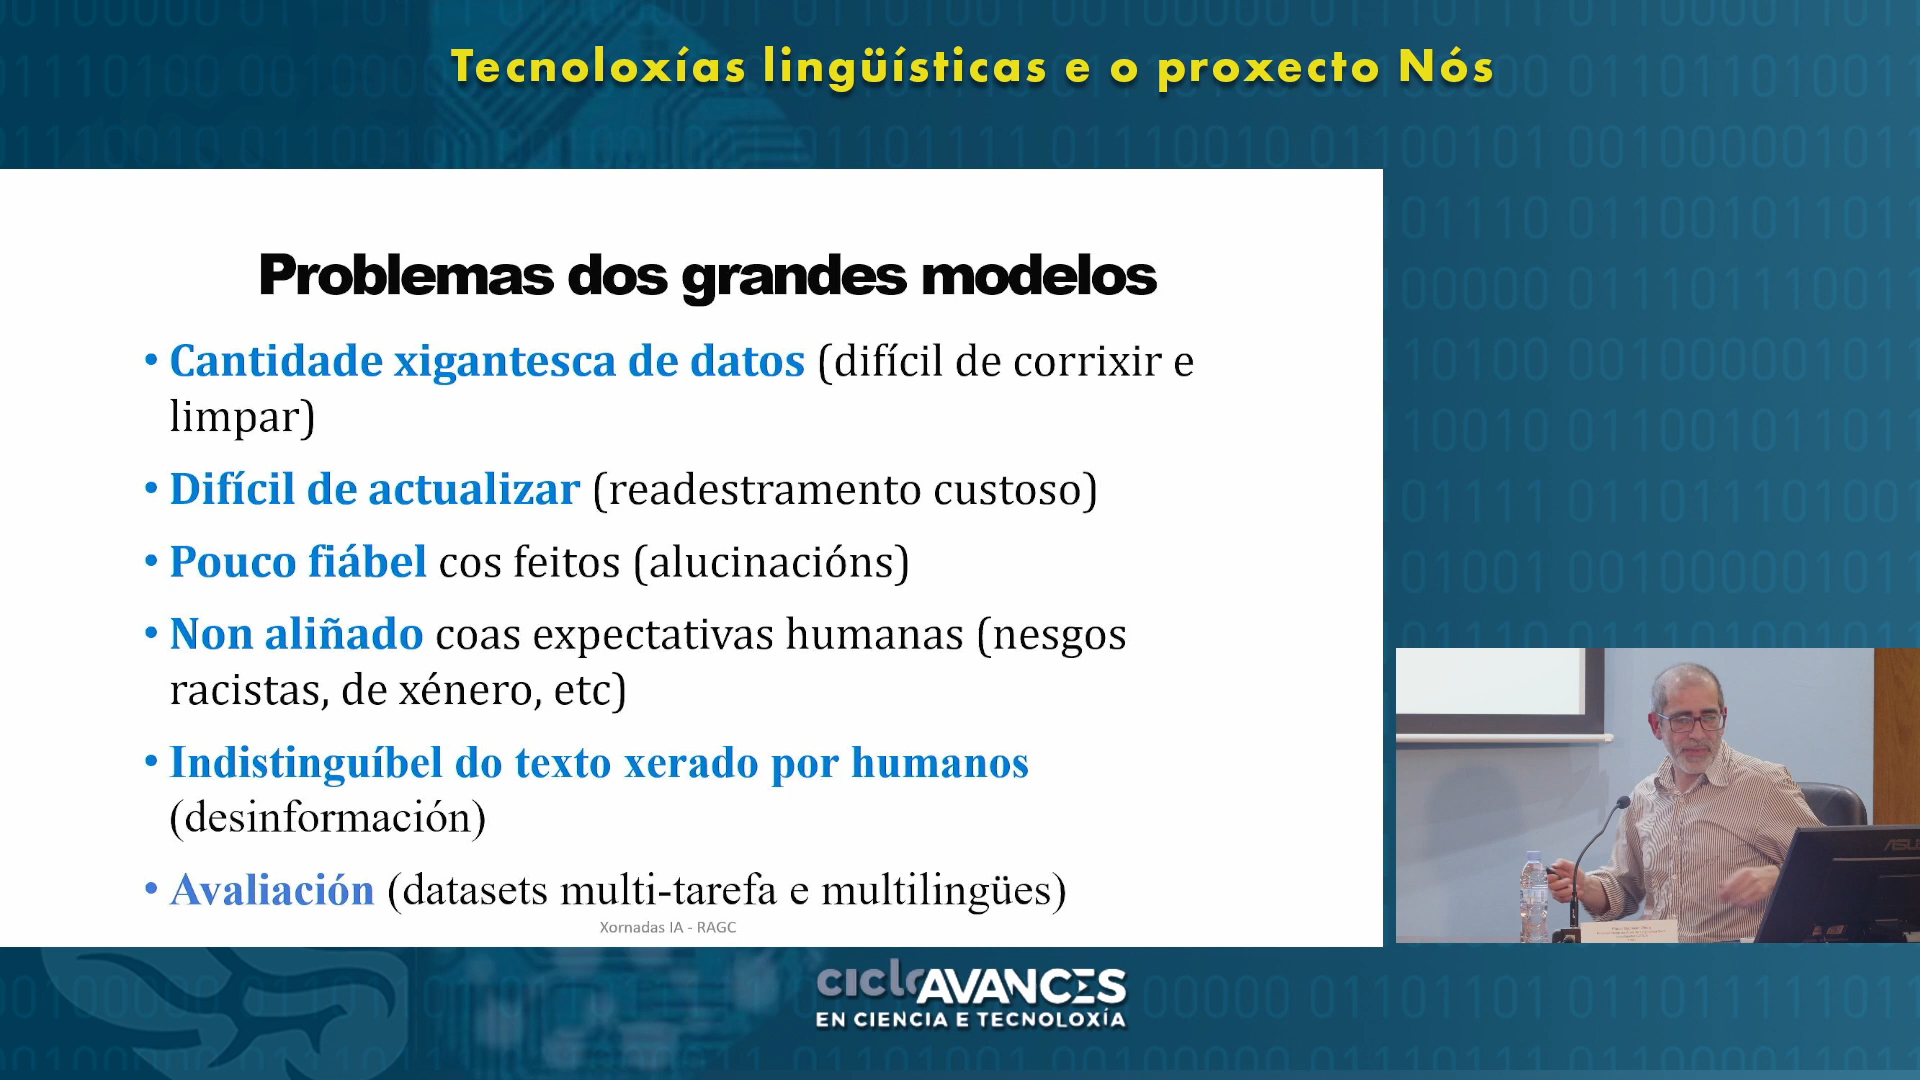 Tecnoloxías lingüísticas e o proxecto Nós
Problemas dos grandes modelos
• Cantidade xigantesca de datos (difícil de corrixir e
limpar)
• Difícil de actualizar (readestramento custoso)
• Pouco fiábel cos feitos (alucinacións)
• Non aliñado coas expectativas humanas (nesgos
racistas, de xénero, etc)
• Indistinguíbel do texto xerado por humanos
(desinformación)
• Avaliación (datasets multi-tarefa e multilingües)
Xornadas IA - RAGC
ciclo AVANCES
EN CIENCIA E TECNOLOXÍA